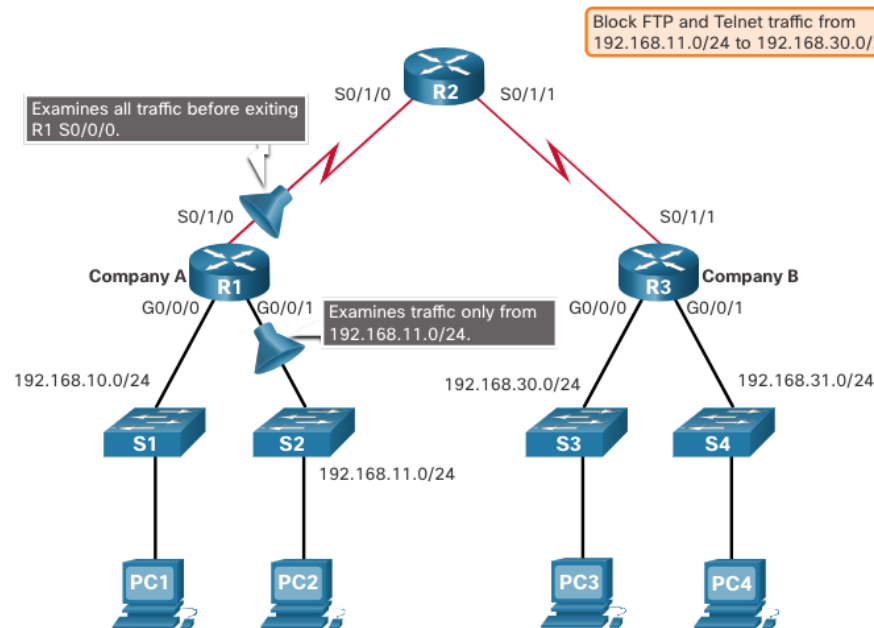 Block FTP and Telnet traffic from
192.168.11.0/24 to 192.168.30.0/
R2
S0/1/0
S0/1/1
Examines all traffic before exiting
R1 S0/0/0.
S0/1/0
S0/1/1
Company A
R1
R3
Company B
G0/0/0
G0/0/1
G0/0/0
G0/0/1
Examines traffic only from
192.168.11.0/24.
192.168.10.0/24
192.168.30.0/24
192.168.31.0/24
S1
S2
S3
S4
192.168.11.0/24
PC1
PC2
PC3
PC4